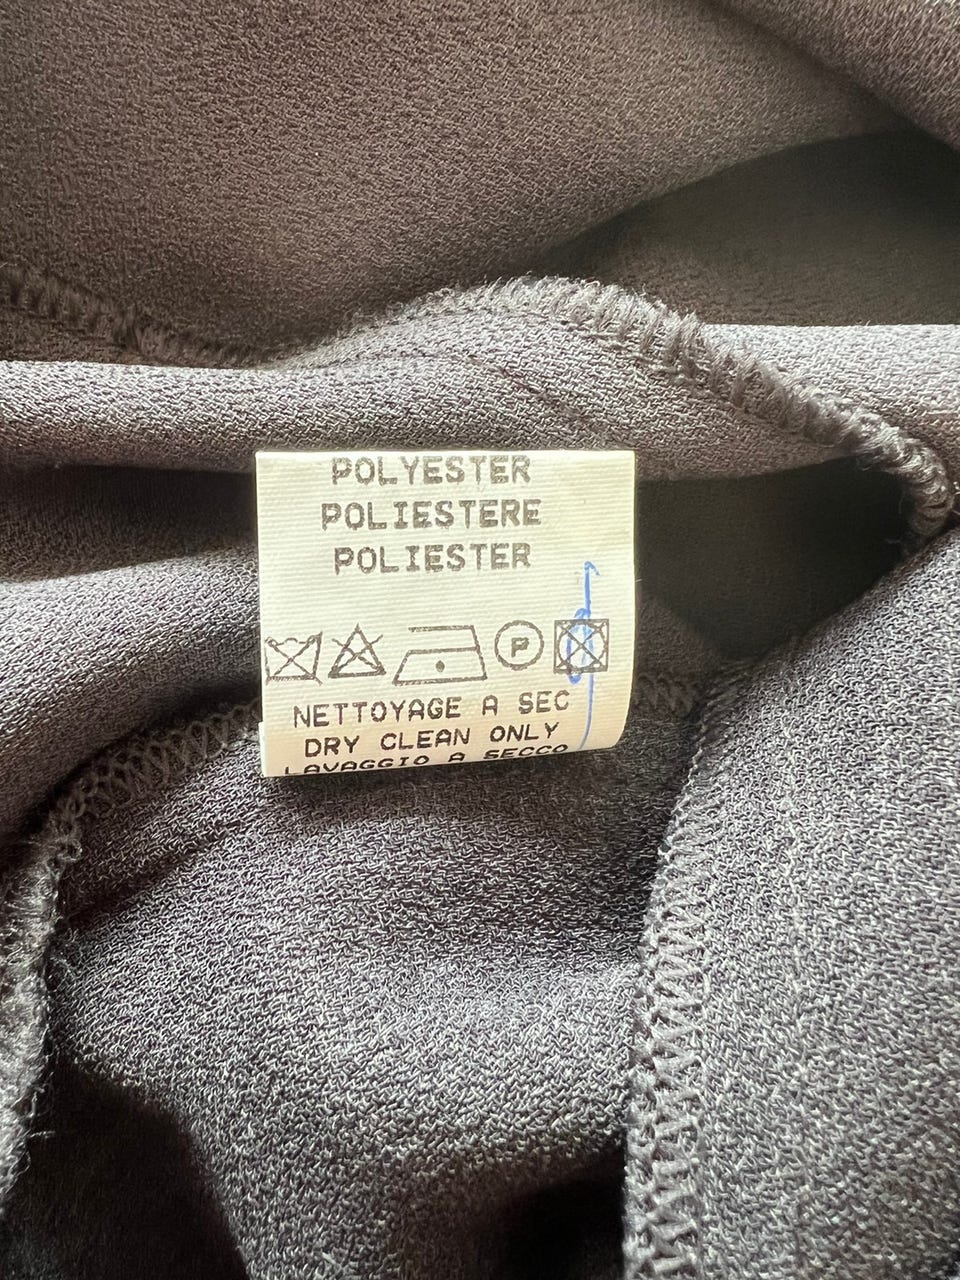 POLYESTER
POLIESTERE
POLIESTER
P
NETTOYAGE A SEC
DRY CLEAN ONLY
LAVAGGIO A SECCO